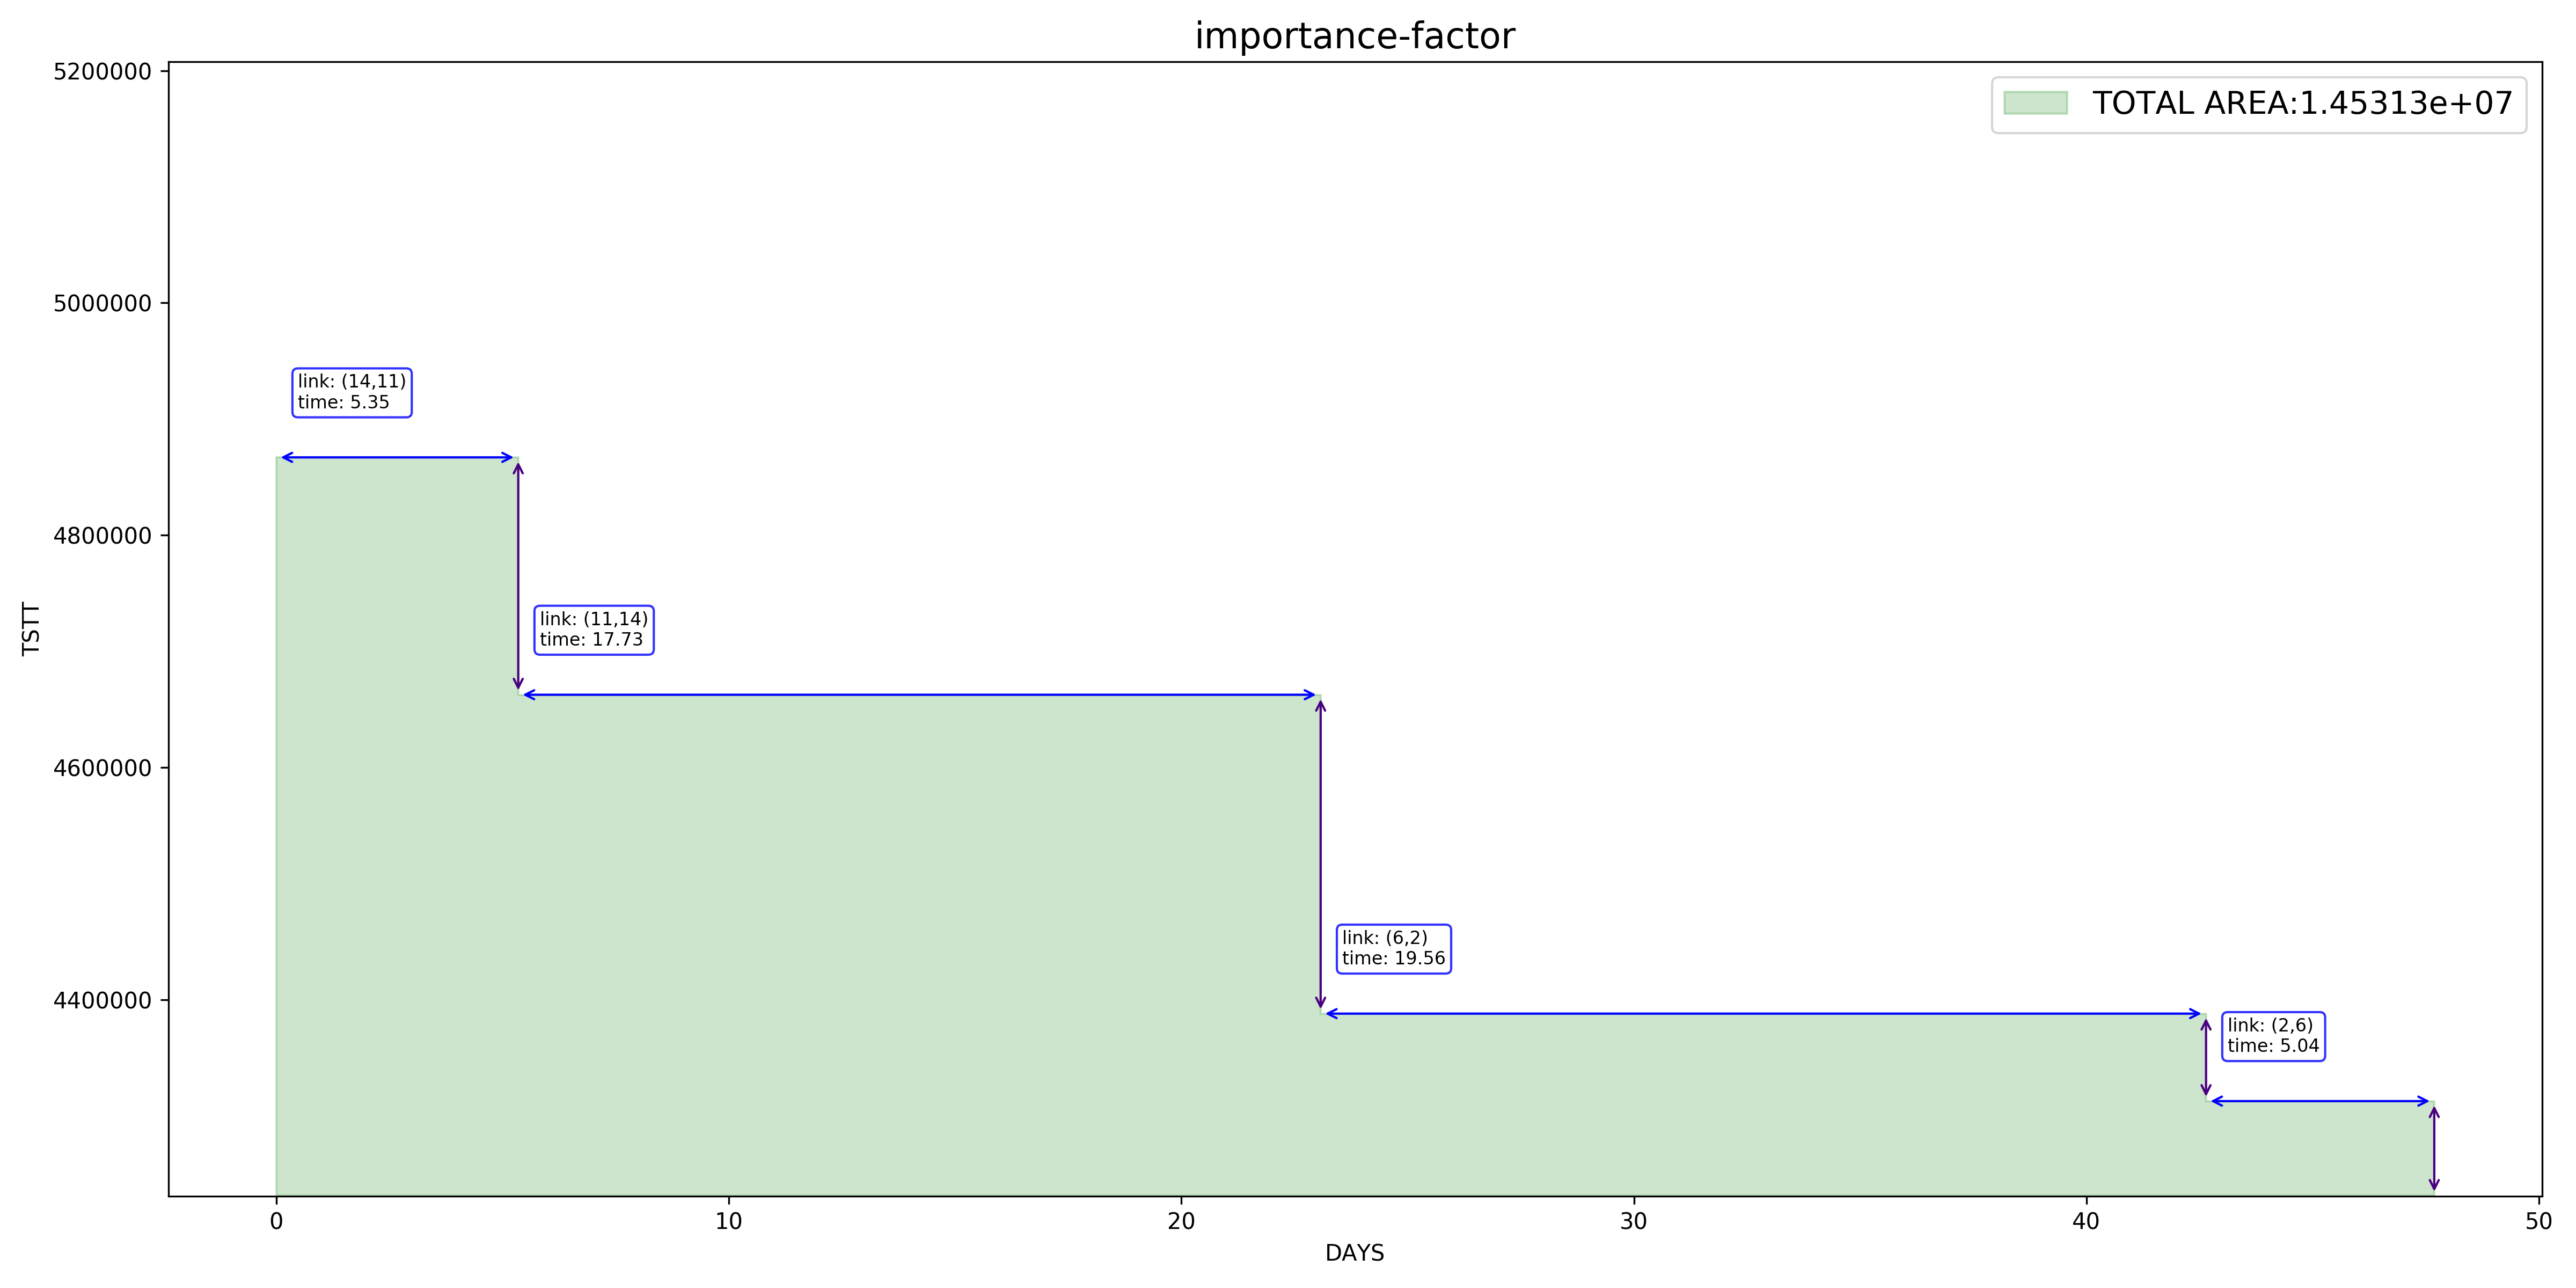 importance-factor
5200000
TOTAL AREA:1.45313e+07
5000000
link: (14,11)
time: 5.35
4800000
link: (11,14)
time: 17.73
TSTT
4600000
link: (6,2)
time: 19.56
4400000
link: (2,6)
time: 5.04
0
10
20
30
40
50
DAYS